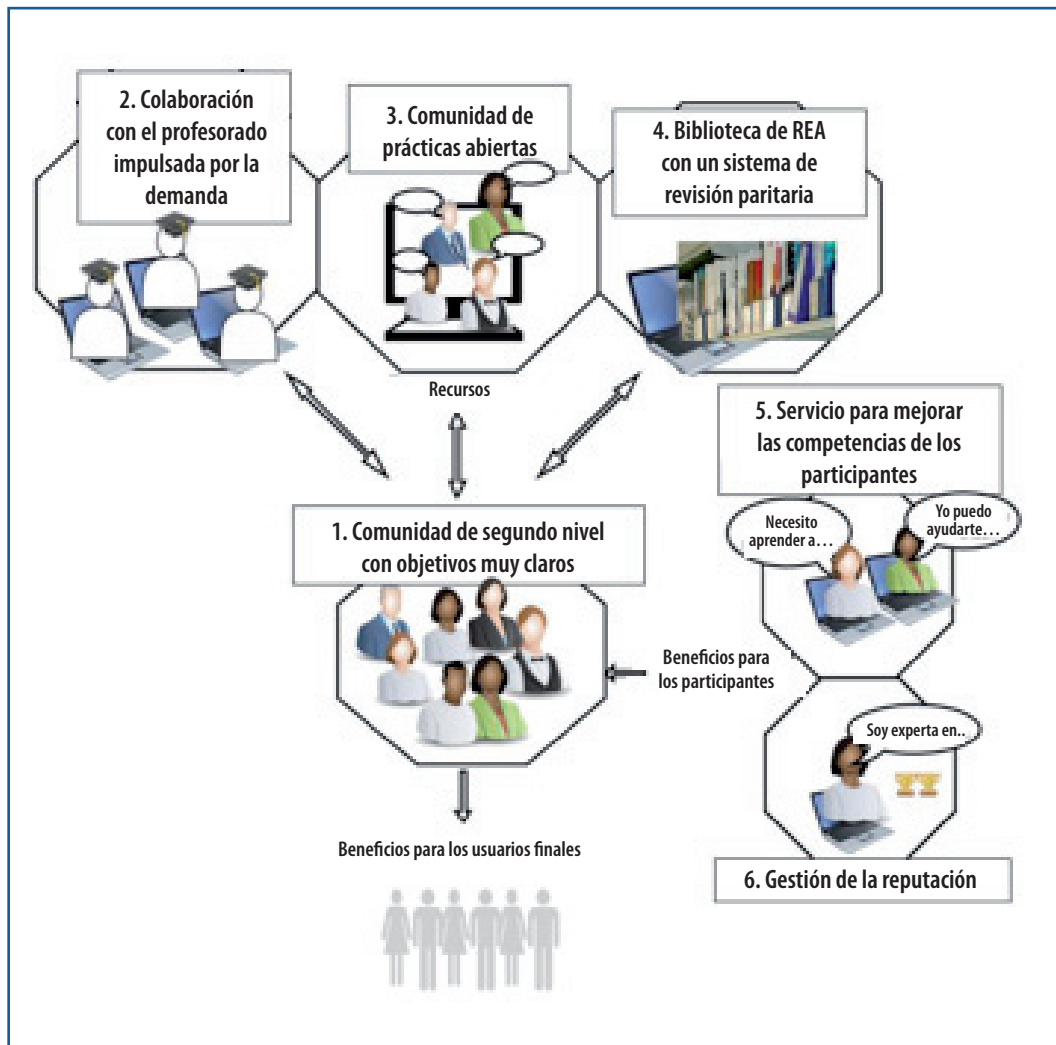 2. Colaboración
con el profesorado
impulsada por la
demanda
3. Comunidad de
prácticas abiertas
4. Biblioteca de REA
con un sistema de
revisión paritaria
Recursos
5. Servicio para mejorar
las competencias de los
participantes
Necesito
aprender a…
Yo puedo
ayudarte…
1. Comunidad de segundo nivel
con objetivos muy claros
Beneficios para
los participantes
Soy experta en..
Beneficios para los usuarios finales
6. Gestión de la reputación